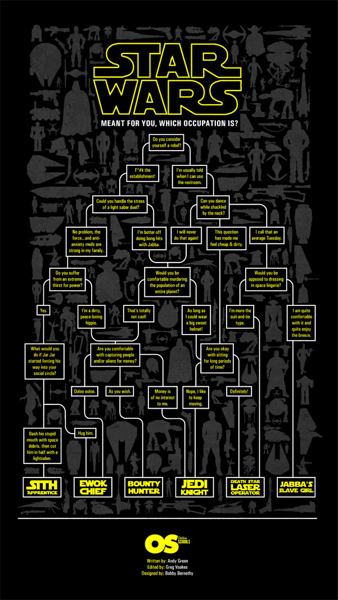 STAR
WARS
MEANT FOR YOU, WHICH OCCUPATION IS?
Do you consider
yourself a rebel?
F*#k the
establishment!
I'm usually told
when I can use
the restroom.
Could you handle the stress
of a light saber duel?
Can you dance
while shackled
by the neck?
No problem, the
force...and anti-
anxiety meds are
strong in my family.
I'm better off
doing bong hits
with Jabba.
I will never
do that again!
This question
has made me
feel cheap & dirty.
I call that an
average Tuesday.
Do you suffer
from an extreme
thirst for power?
Would you be
comfortable murdering
the population of an
entire planet?
Would you be
opposed to dressing
in space lingerie?
Yes.
I'm a dirty,
peace-loving
hippie.
That's totally
not cool!
As long as
I could wear
a big sweet
helmet!
I'm more the
suit-and-tie
type.
I am quite
comfortable
with it and
quite enjoy
the breeze.
What would you
do if Jar Jar
started forcing his
way into your
social circle?
Are you comfortable
with capturing people
and/or aliens for money?
Are you okay
with sitting
for long periods
of time?
Daloo solvo.
As you wish.
Money is
of no interest
to me.
Nope, I like
to keep
moving.
Definitely!
Bash his stupid
mouth with space
debris, then cut
him in half with a
lightsaber.
Hug him.
SITH
APPRENTICE
EWOK
CHIEF
BOUNTY
HUNTER
JEDI
KNIGHT
DEATH STAR
LASER
OPERATOR
JABBA'S
SLAVE GIRL
OS
Online
SCHOOLS
Written by: Andy Green
Edited by: Greg Voakes
Designed by: Bobby Bernethy